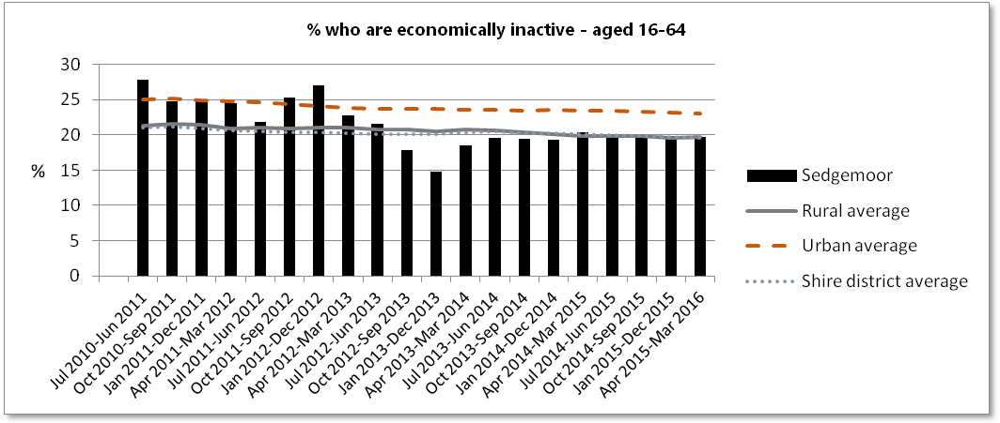 % who are economically inactive - aged 16-64
30
25
20
15
10
5
0
%
Jul 2010-Jun 2011
Oct 2010-Sep 2011
Jan 2011-Dec 2011
Apr 2011-Mar 2012
Jul 2011-Jun 2012
Oct 2011-Sep 2012
Jan 2012-Dec 2012
Apr 2012-Mar 2013
Jul 2012-Jun 2013
Oct 2012-Sep 2013
Jan 2013-Dec 2013
Apr 2013-Mar 2014
Jul 2013-Jun 2014
Oct 2013-Sep 2014
Jan 2014-Dec 2014
Apr 2014-Mar 2015
Jul 2014-Jun 2015
Oct 2014-Sep 2015
Jan 2015-Dec 2015
Apr 2015-Mar 2016
Sedgemoor
Rural average
Urban average
Shire district average